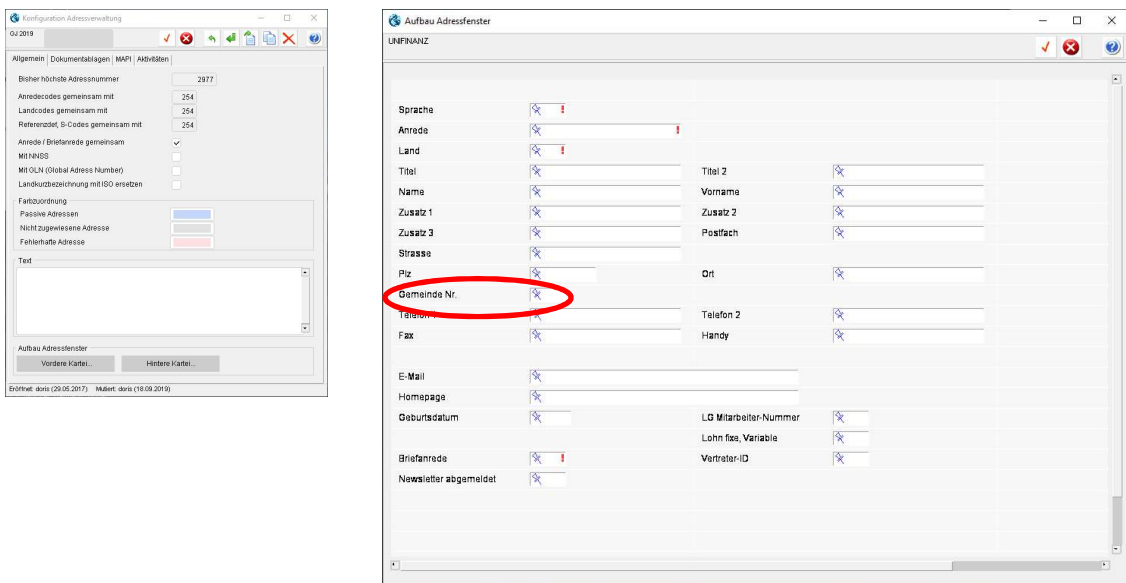 Konfiguration Adressverwaltung
GJ 2019
Allgemein Dokumentablagen MAPI Aktivitäten
Bisher höchste Adressnummer 2977
Anredecodes gemeinsam mit 254
Landcodes gemeinsam mit 254
Referenzdef, S-Codes gemeinsam mit 254
Anrede / Briefanrede gemeinsam
Mit NNSS
Mit GLN (Global Adress Number)
Landkurzbezeichnung mit ISO ersetzen
Farbzuordnung
Passive Adressen
Nicht zugewiesene Adresse
Fehlerhafte Adresse
Text
Aufbau Adressfenster
Vordere Kartei... Hintere Kartei...
Eröffnet: doris (29.05.2017) Mutiert: doris (18.09.2019)
Aufbau Adressfenster
UNIFINANZ
Sprache !
Anrede !
Land !
Titel Titel 2
Name Vorname
Zusatz 1 Zusatz 2
Zusatz 3 Postfach
Strasse
Plz Ort
Gemeinde Nr.
Telefon 1 Telefon 2
Fax Handy
E-Mail
Homepage
Geburtsdatum LG Mitarbeiter-Nummer
Lohn fixe, Variable
Briefanrede ! Vertreter-ID
Newsletter abgemeldet